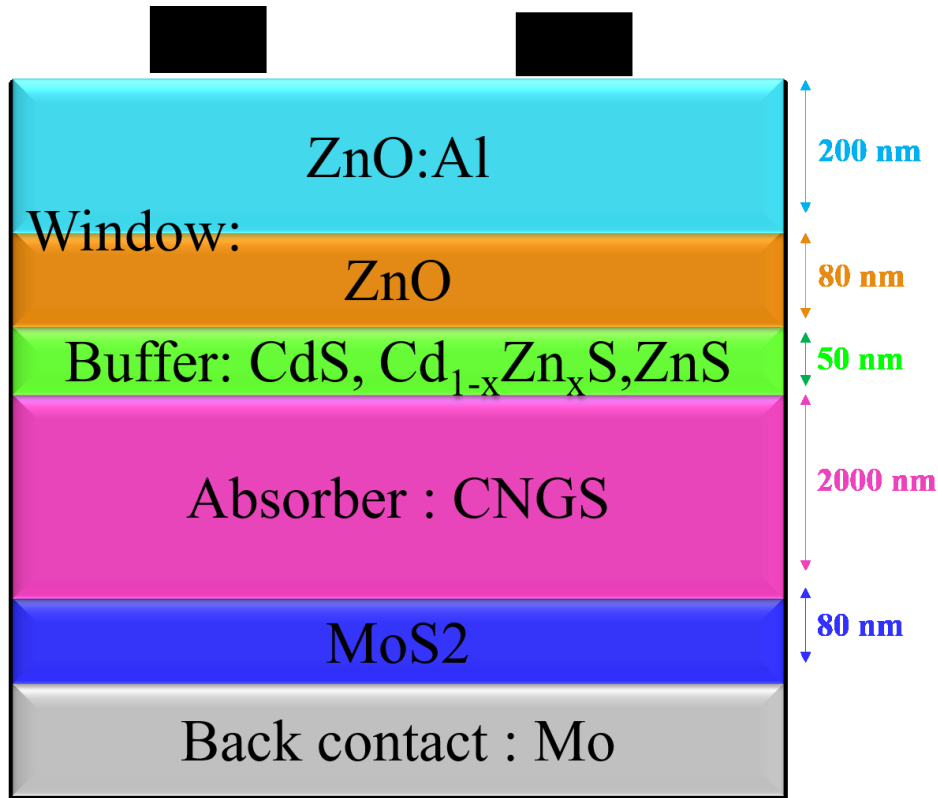 ZnO:Al
200 nm
Window:
ZnO
80 nm
Buffer: CdS, Cd₁₋ₓZnₓS,ZnS
50 nm
Absorber : CNGS
2000 nm
MoS2
80 nm
Back contact : Mo